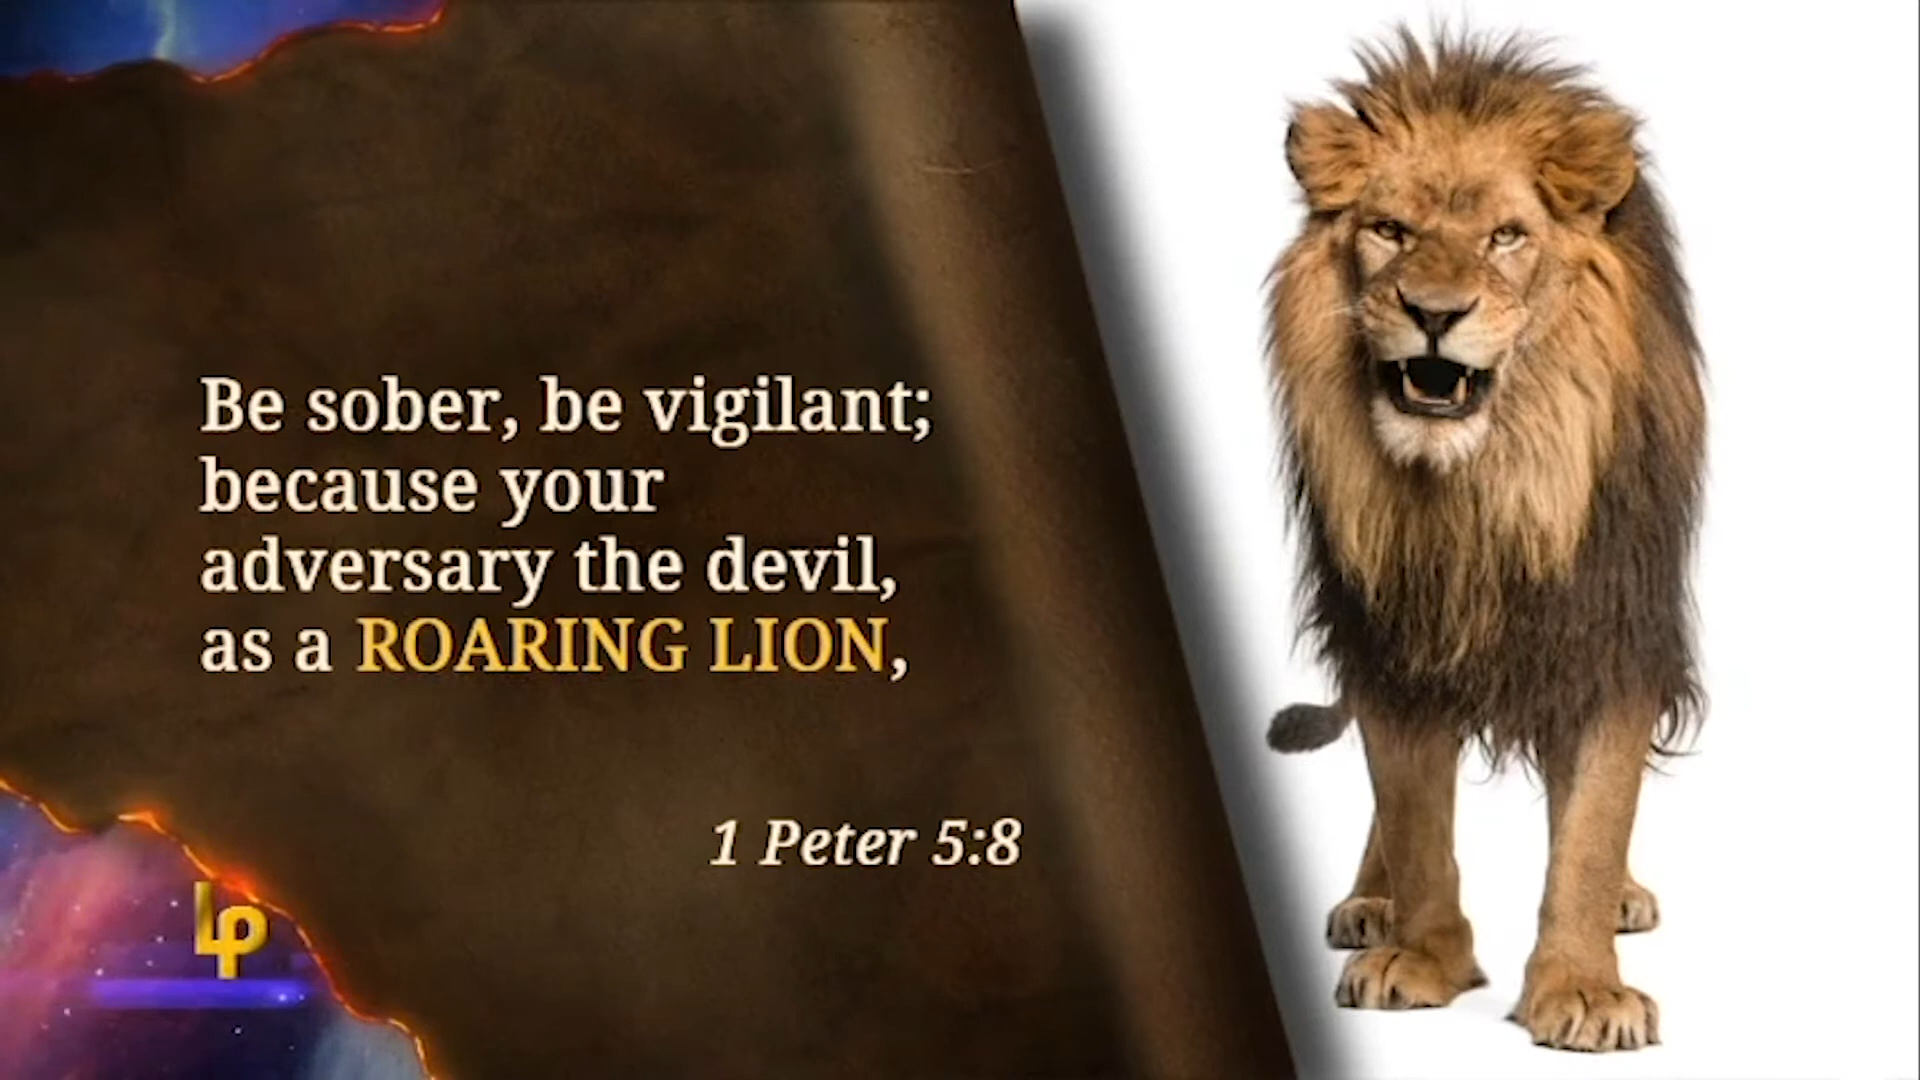 Be sober, be vigilant;
because your
adversary the devil,
as a ROARING LION,
1 Peter 5:8
LP